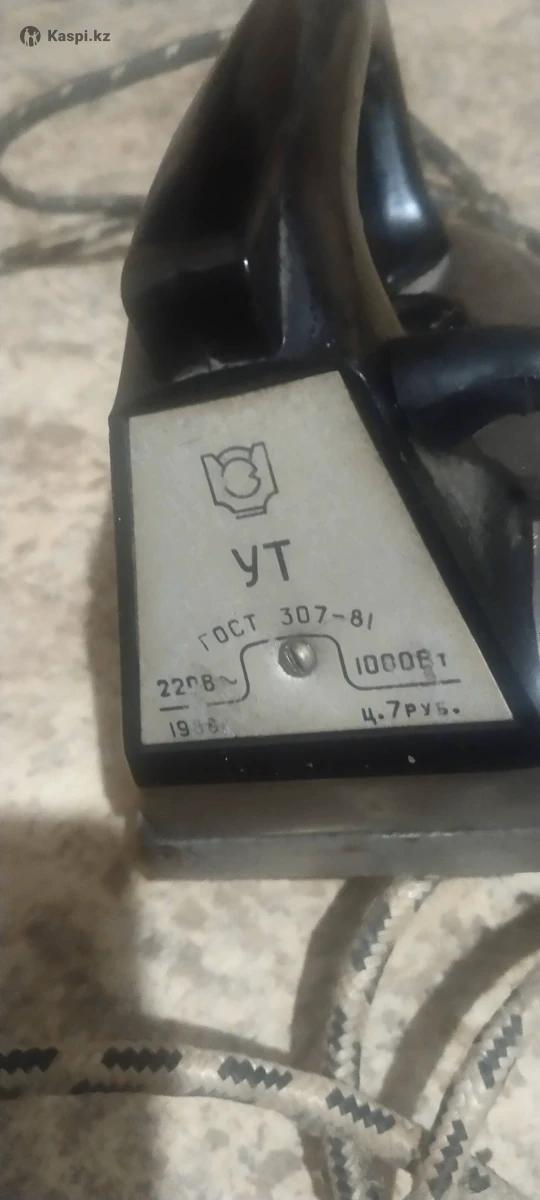 Kaspi.kz
УТ
ГОСТ 307-81
220В~ 1000Вт
Ц.7РУБ.